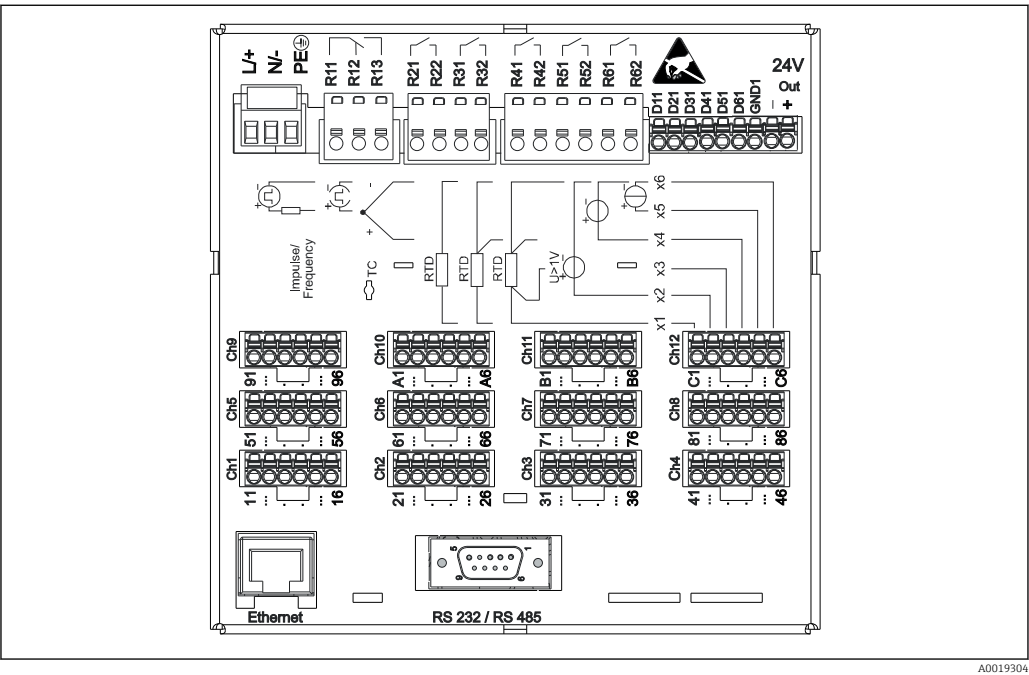 L/+ N/- PE R11 R12 R13 R21 R22 R31 R32 R41 R42 R51 R52 R61 R62 D11 D21 D31 D41 D51 D61 GND1 - +
24V
Out
- + - + - +
Impulse/
Frequency
TC
RTD RTD RTD
U>1V
- + - + - +
x6
x5
x4
x3
x2
x1
Ch9 Ch10 Ch11 Ch12
91 ... . . ... 96 A1 ... . . ... A6 B1 ... . . ... B6 C1 ... . . ... C6
Ch5 Ch6 Ch7 Ch8
51 ... . . ... 56 61 ... . . ... 66 71 ... . . ... 76 81 ... . . ... 86
Ch1 Ch2 Ch3 Ch4
11 ... . . ... 16 21 ... . . ... 26 31 ... . . ... 36 41 ... . . ... 46
5 1
9 6
Ethernet RS 232 / RS 485
A0019304